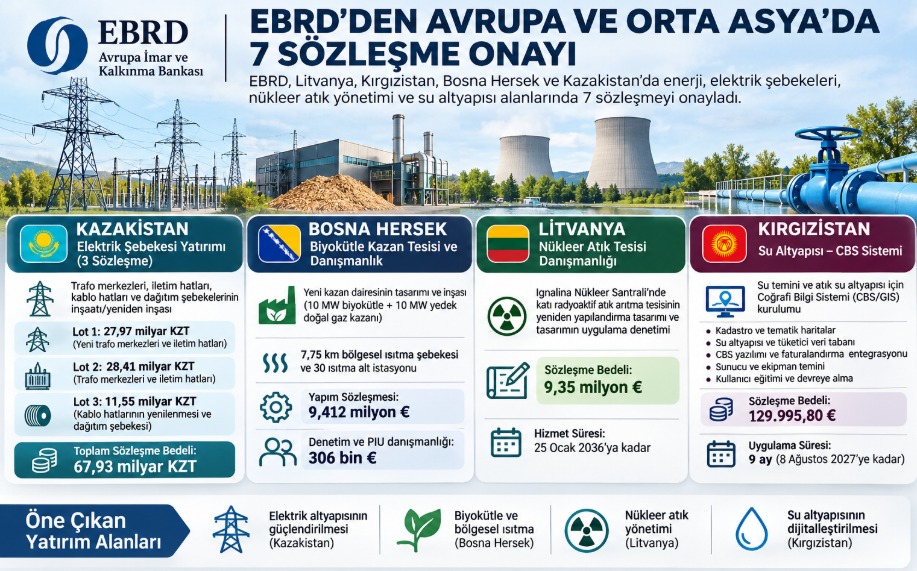 EBRD
Avrupa İmar ve
Kalkınma Bankası
EBRD'DEN AVRUPA VE ORTA ASYA'DA
7 SÖZLEŞME ONAYI
EBRD, Litvanya, Kırgızistan, Bosna Hersek ve Kazakistan'da enerji, elektrik şebekeleri,
nükleer atık yönetimi ve su altyapısı alanlarında 7 sözleşmeyi onayladı.
KAZAKİSTAN
Elektrik Şebekesi Yatırımı
(3 Sözleşme)
Trafo merkezleri, iletim hatları,
kablo hatları ve dağıtım şebekelerinin
inşaatı/yeniden inşası
Lot 1: 27,97 milyar KZT
(Yeni trafo merkezleri ve iletim hatları)
Lot 2: 28,41 milyar KZT
(Trafo merkezleri ve iletim hatları)
Lot 3: 11,55 milyar KZT
(Kablo hatlarının yenilenmesi ve
dağıtım şebekesi)
Toplam Sözleşme Bedeli:
67,93 milyar KZT
BOSNA HERSEK
Biyokütle Kazan Tesisi ve
Danışmanlık
Yeni kazan dairesinin tasarımı ve inşası
(10 MW biyokütle + 10 MW yedek
doğal gaz kazanı)
7,75 km bölgesel ısıtma şebekesi
ve 30 ısıtma alt istasyonu
Yapım Sözleşmesi:
9,412 milyon €
Denetim ve PIU danışmanlığı:
306 bin €
LİTVANYA
Nükleer Atık Tesisi
Danışmanlığı
Ignalina Nükleer Santrali'nde
katı radyoaktif atık arıtma tesisinin
yeniden yapılandırma tasarımı ve
tasarımın uygulama denetimi
Sözleşme Bedeli:
9,35 milyon €
Hizmet Süresi:
25 Ocak 2036'ya kadar
KIRGIZİSTAN
Su Altyapısı – CBS Sistemi
Su temini ve atık su altyapısı için
Coğrafi Bilgi Sistemi (CBS/GIS)
kurulumu
• Kadastro ve tematik haritalar
• Su altyapısı ve tüketici veri tabanı
• CBS yazılımı ve faturalandırma entegrasyonu
• Sunucu ve ekipman temini
• Kullanıcı eğitimi ve devreye alma
Sözleşme Bedeli:
129.995,80 €
Uygulama Süresi:
9 ay (8 Ağustos 2027'ye kadar)
Öne Çıkan
Yatırım Alanları
Elektrik altyapısının
güçlendirilmesi
(Kazakistan)
Biyokütle ve
bölgesel ısıtma
(Bosna Hersek)
Nükleer atık
yönetimi
(Litvanya)
Su altyapısının
dijitalleştirilmesi
(Kırgızistan)